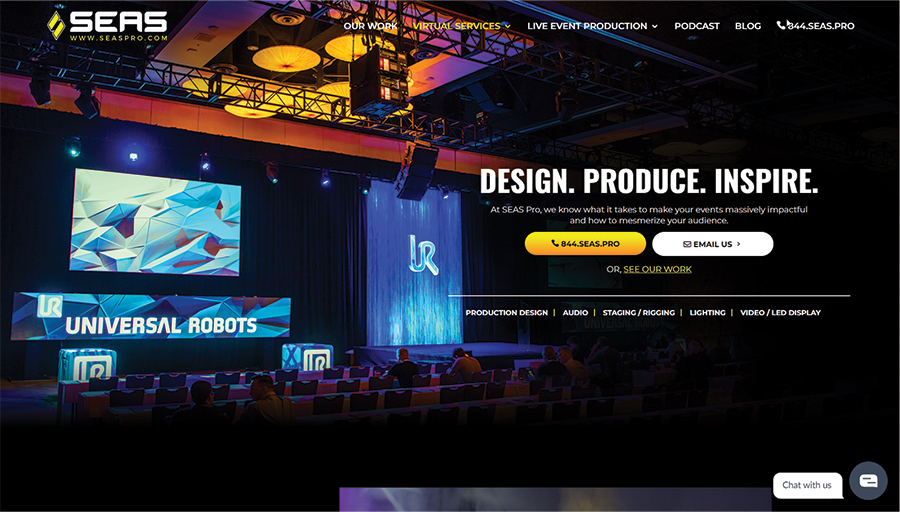 SEAS
WWW.SEASPRO.COM
OUR WORK
VIRTUAL SERVICES
LIVE EVENT PRODUCTION
PODCAST
BLOG
844.SEAS.PRO
DESIGN. PRODUCE. INSPIRE.
At SEAS Pro, we know what it takes to make your events massively impactful
and how to mesmerize your audience.
844.SEAS.PRO
EMAIL US
OR, SEE OUR WORK
PRODUCTION DESIGN | AUDIO | STAGING / RIGGING | LIGHTING | VIDEO / LED DISPLAY
UR
UR
UNIVERSAL ROBOTS
UNIVERSAL ROBOTS
UR
UR
Chat with us